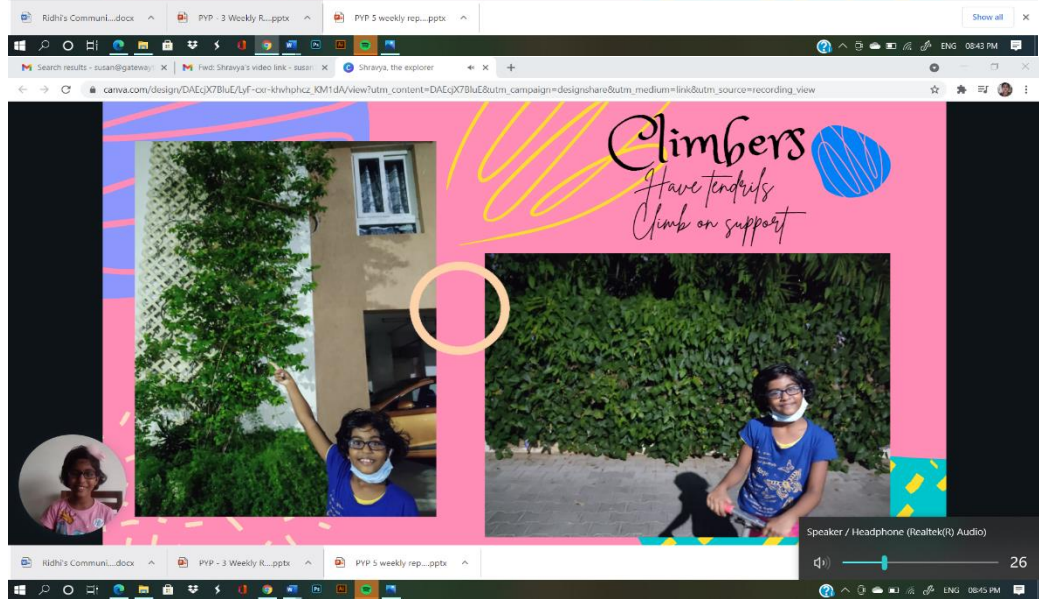 Ridhi's Communi....docx
PYP - 3 Weekly R....pptx
PYP 5 weekly rep....pptx
Show all
ENG 08:43 PM
Search results - susan@gateway
Fwd: Shravya's video link - susan
Shravya, the explorer
canva.com/design/DAEcjX7BluE/LyF-cxr-khvhphcz_KM1dA/view?utm_content=DAEcjX7BluE&utm_campaign=designshare&utm_medium=link&utm_source=recording_view
Climbers
Have tendrils
Climb on support
Speaker / Headphone (Realtek(R) Audio)
26
Ridhi's Communi....docx
PYP - 3 Weekly R....pptx
PYP 5 weekly rep....pptx
ENG 08:45 PM